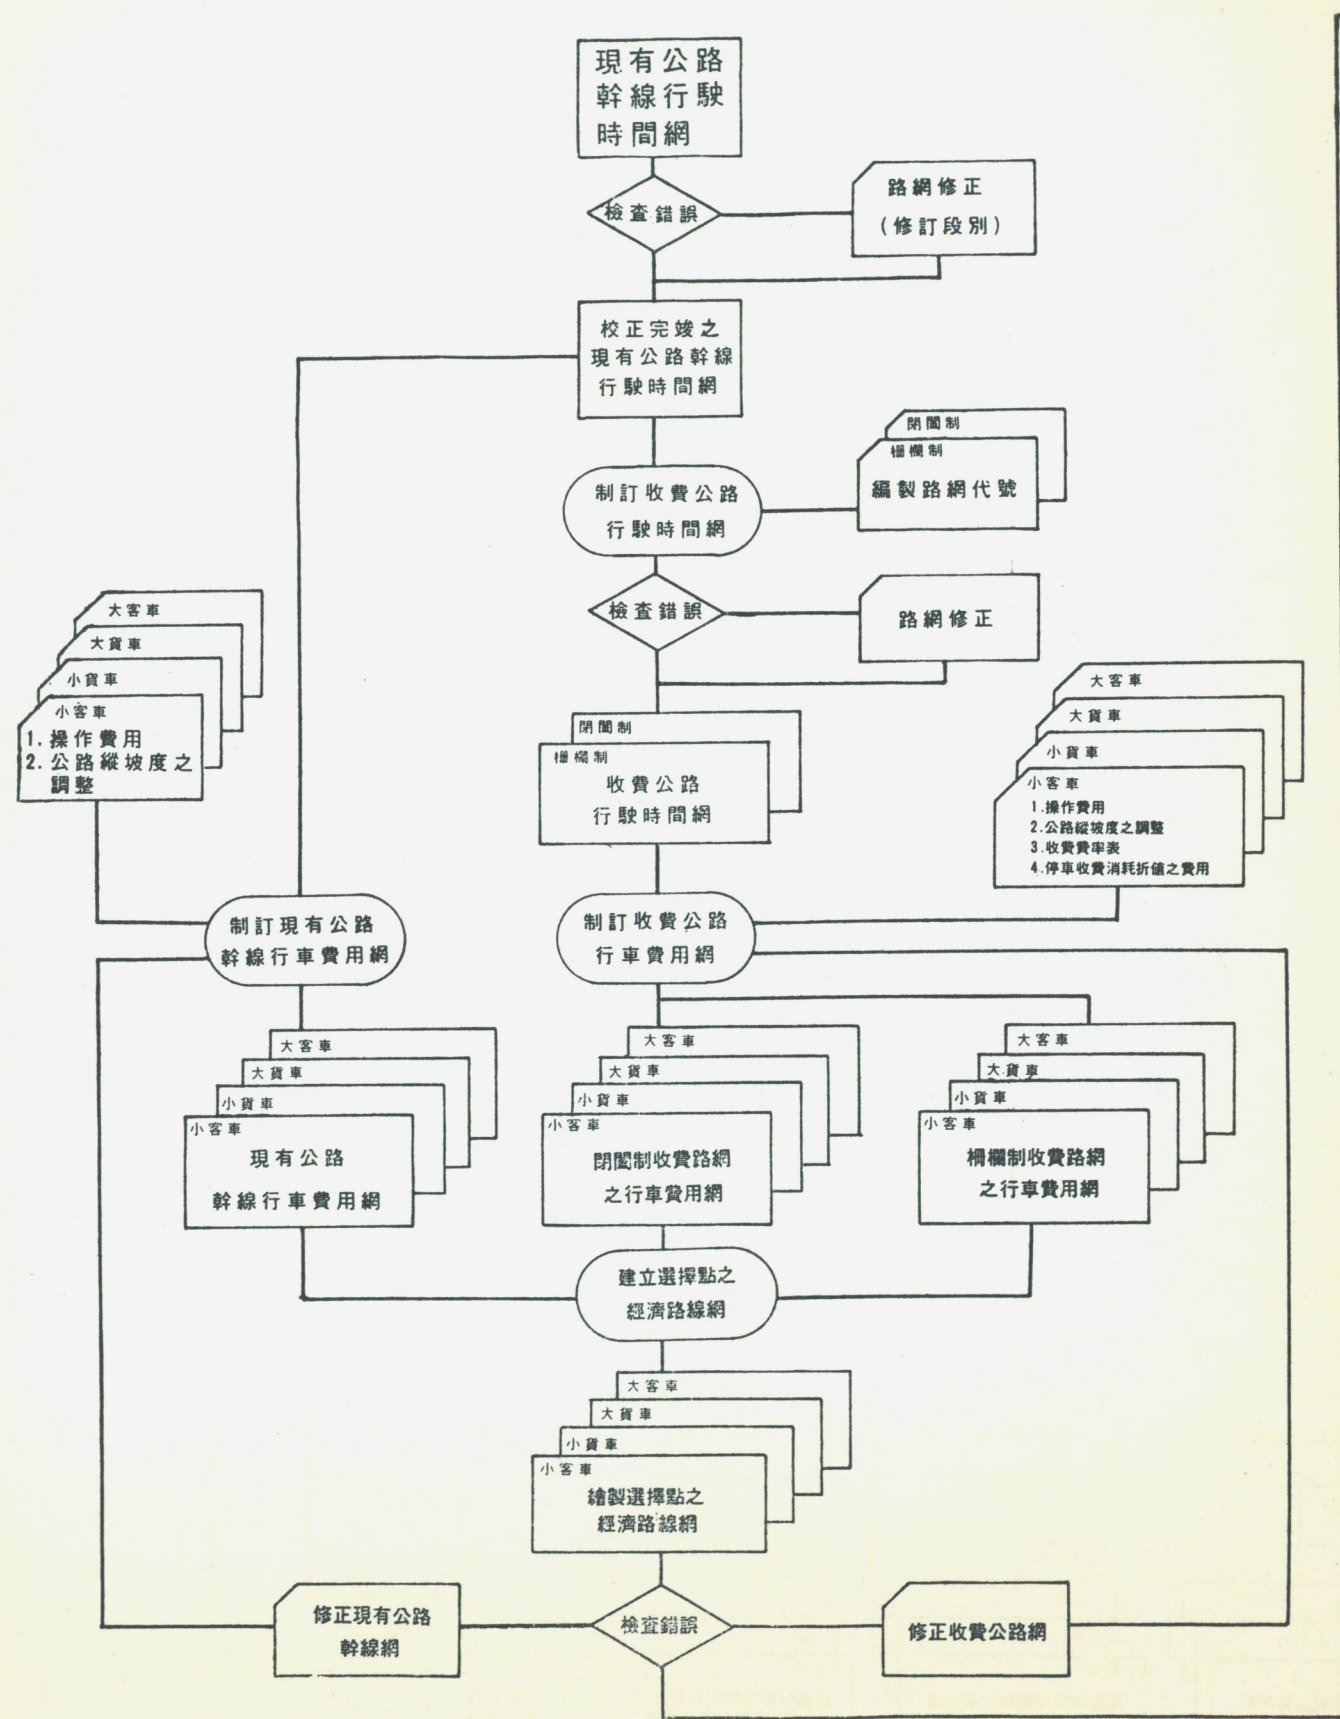 現有公路
幹線行駛
時間網
檢查錯誤
路網修正
(修訂段別)
校正完竣之
現有公路幹線
行駛時間網
閉闔制
柵欄制
編製路網代號
制訂收費公路
行駛時間網
檢查錯誤
路網修正
大客車
大貨車
小貨車
小客車
1. 操作費用
2. 公路縱坡度之
調整
閉闔制
柵欄制
收費公路
行駛時間網
大客車
大貨車
小貨車
小客車
1.操作費用
2.公路縱坡度之調整
3.收費費率表
4.停車收費消耗折值之費用
制訂現有公路
幹線行車費用網
制訂收費公路
行車費用網
大客車
大貨車
小貨車
小客車
現有公路
幹線行車費用網
大客車
大貨車
小貨車
小客車
閉闔制收費路網
之行車費用網
大客車
大貨車
小貨車
小客車
柵欄制收費路網
之行車費用網
建立選擇點之
經濟路線網
大客車
大貨車
小貨車
小客車
繪製選擇點之
經濟路線網
修正現有公路
幹線網
檢查錯誤
修正收費公路網